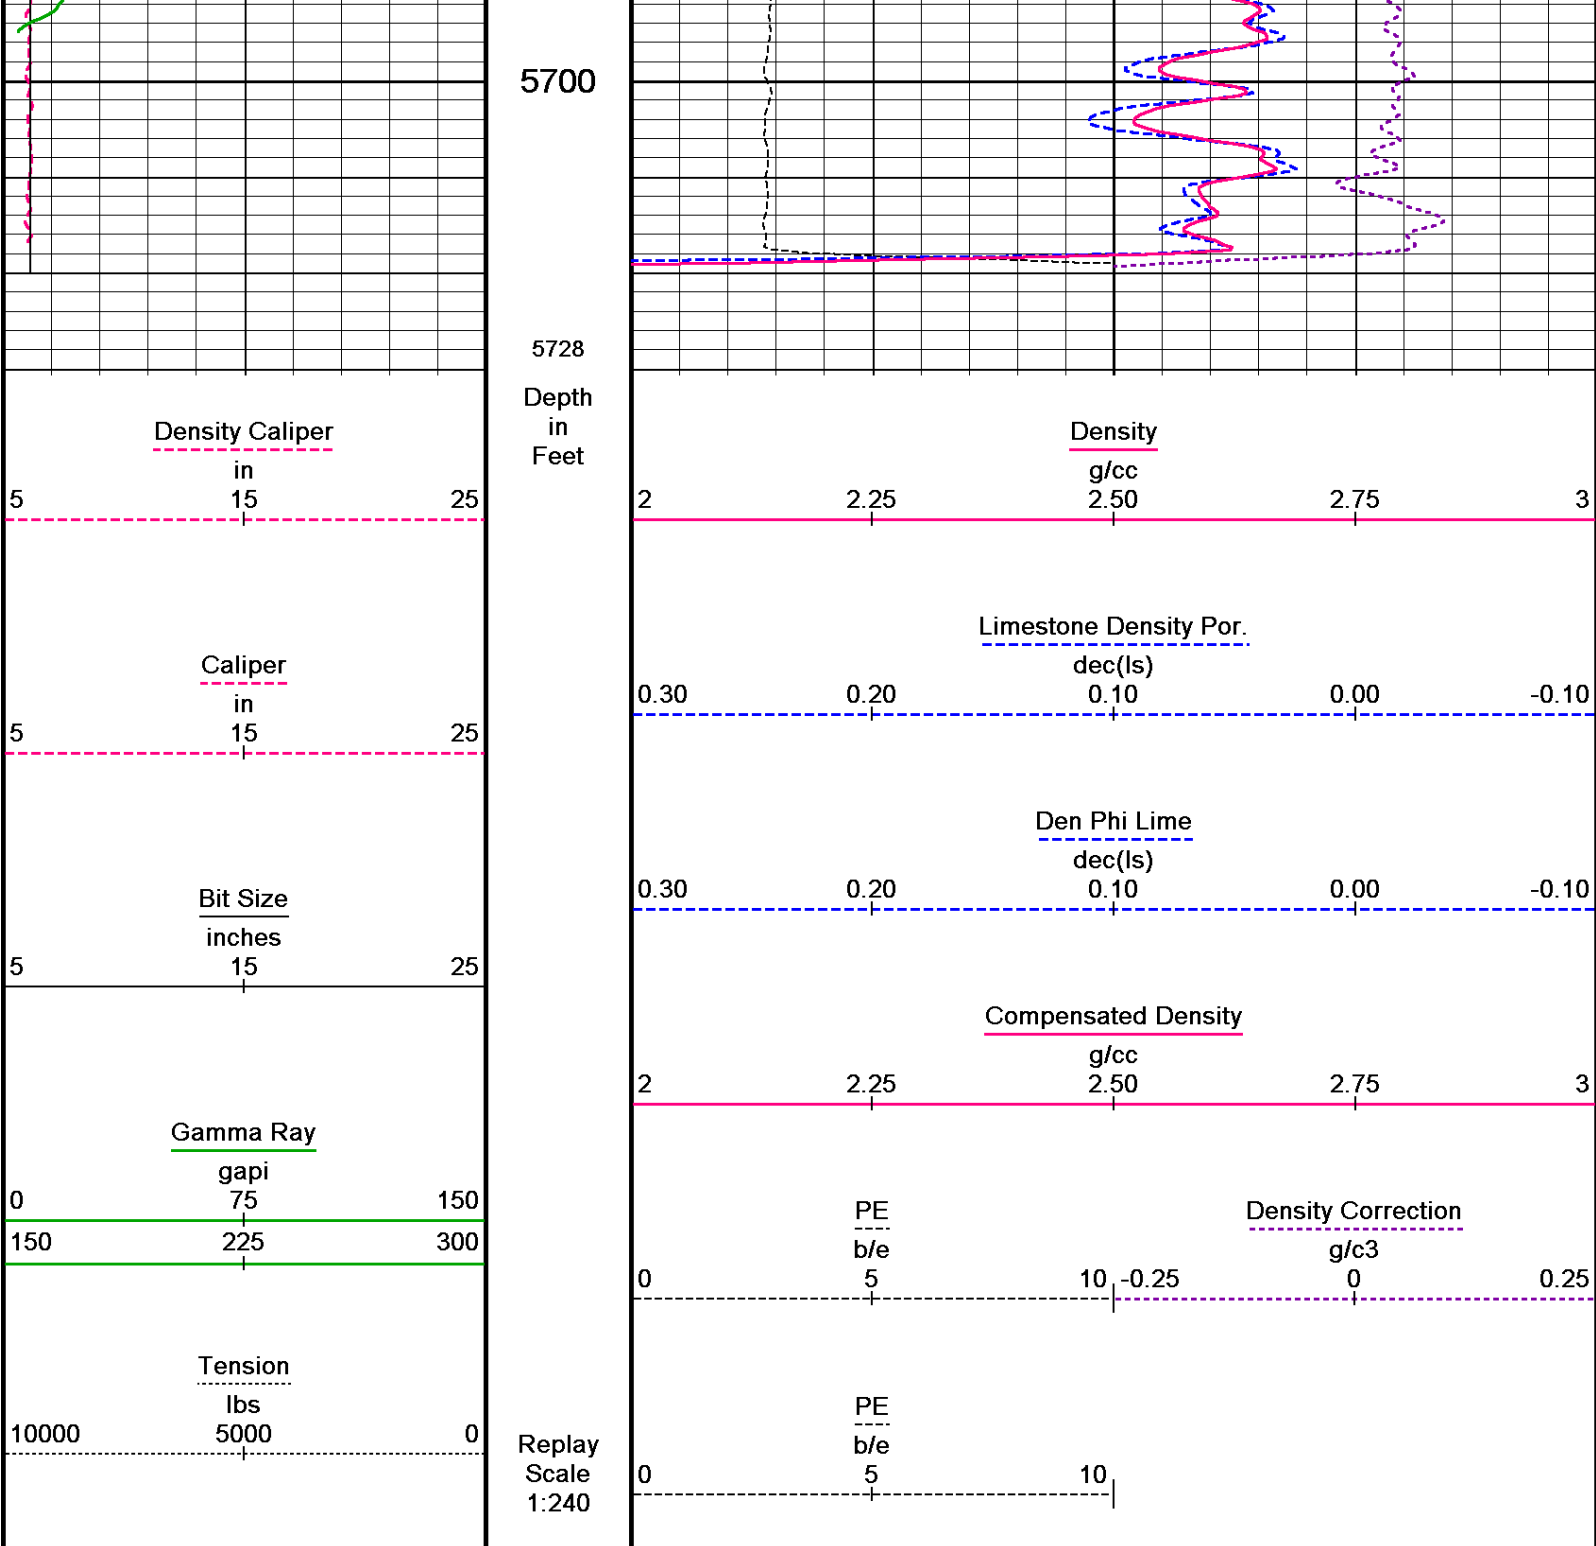 5700
5728
Depth
in
Feet
Density Caliper
in
5 15 25
Caliper
in
5 15 25
Bit Size
inches
5 15 25
Gamma Ray
gapi
0 75 150
150 225 300
Tension
lbs
10000 5000 0
Replay
Scale
1:240
Density
g/cc
2 2.25 2.50 2.75 3
Limestone Density Por.
dec(ls)
0.30 0.20 0.10 0.00 -0.10
Den Phi Lime
dec(ls)
0.30 0.20 0.10 0.00 -0.10
Compensated Density
g/cc
2 2.25 2.50 2.75 3
PE
b/e
0 5 10
Density Correction
g/c3
-0.25 0 0.25
PE
b/e
0 5 10